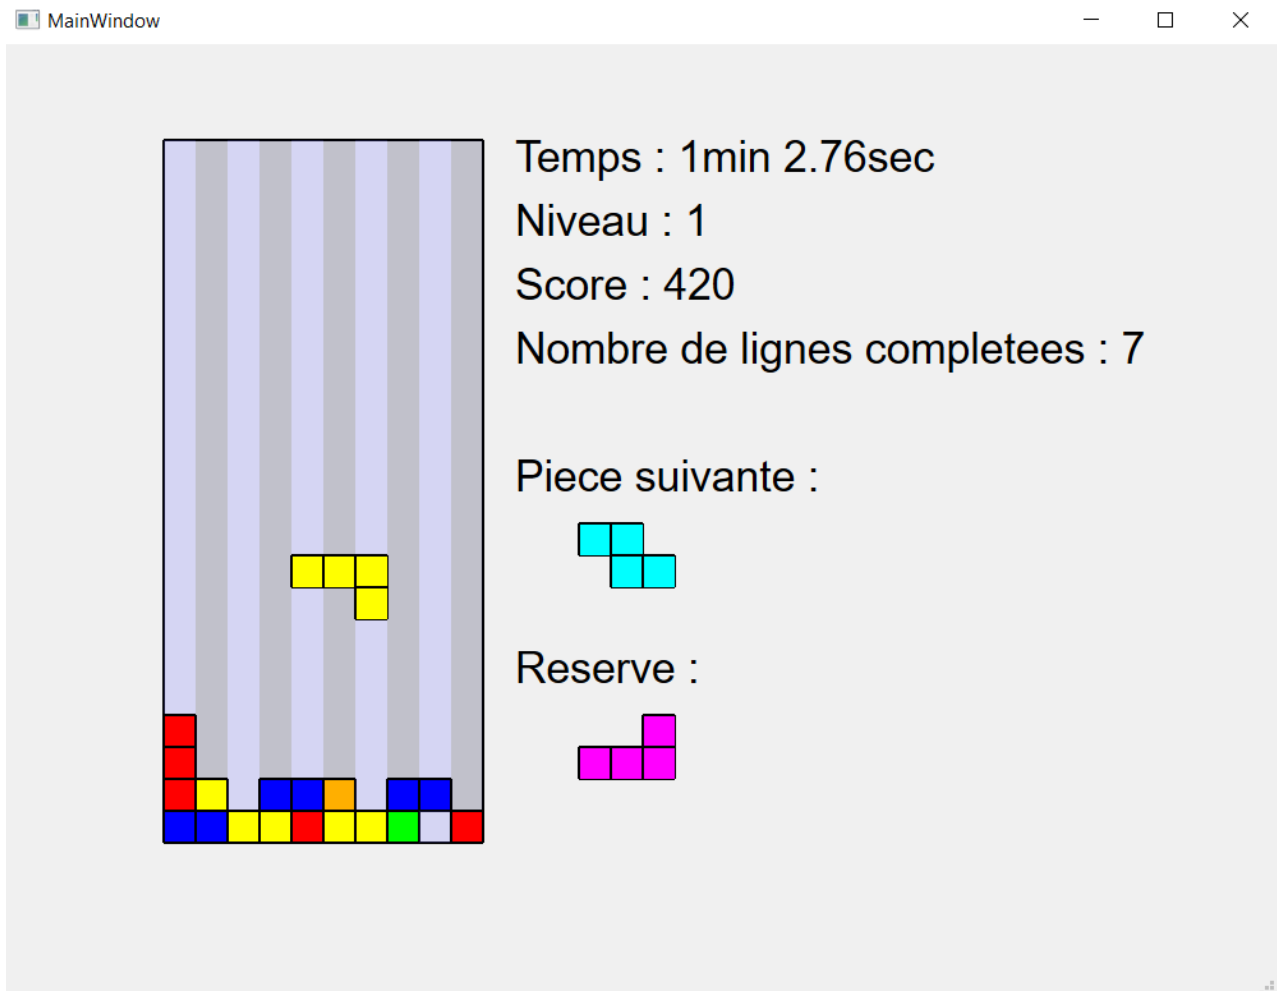 MainWindow
Temps : 1min 2.76sec
Niveau : 1
Score : 420
Nombre de lignes completees : 7
Piece suivante :
Reserve :